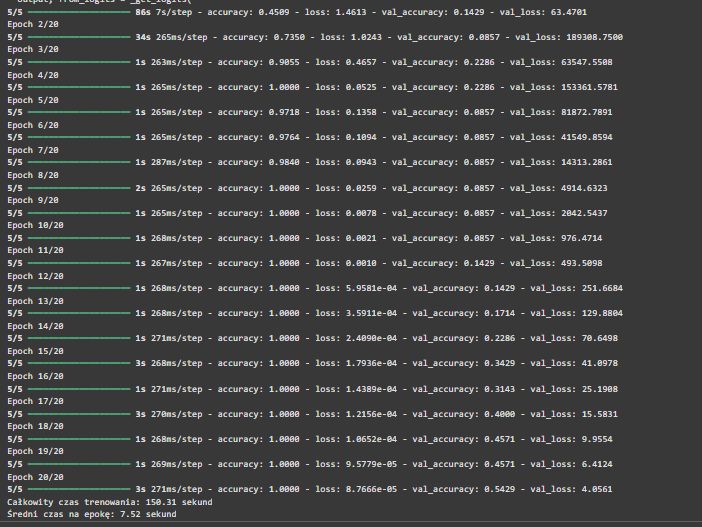 output, from_logits = _get_logits(
5/5 ━━━━━━━━━━━━━━━━━━━━ 86s 7s/step - accuracy: 0.4509 - loss: 1.4613 - val_accuracy: 0.1429 - val_loss: 63.4701
Epoch 2/20
5/5 ━━━━━━━━━━━━━━━━━━━━ 34s 265ms/step - accuracy: 0.7350 - loss: 1.0243 - val_accuracy: 0.0857 - val_loss: 189308.7500
Epoch 3/20
5/5 ━━━━━━━━━━━━━━━━━━━━ 1s 263ms/step - accuracy: 0.9055 - loss: 0.4657 - val_accuracy: 0.2286 - val_loss: 63547.5508
Epoch 4/20
5/5 ━━━━━━━━━━━━━━━━━━━━ 1s 265ms/step - accuracy: 1.0000 - loss: 0.0525 - val_accuracy: 0.2286 - val_loss: 153361.5781
Epoch 5/20
5/5 ━━━━━━━━━━━━━━━━━━━━ 1s 265ms/step - accuracy: 0.9718 - loss: 0.1358 - val_accuracy: 0.0857 - val_loss: 81872.7891
Epoch 6/20
5/5 ━━━━━━━━━━━━━━━━━━━━ 1s 265ms/step - accuracy: 0.9764 - loss: 0.1094 - val_accuracy: 0.0857 - val_loss: 41549.8594
Epoch 7/20
5/5 ━━━━━━━━━━━━━━━━━━━━ 1s 287ms/step - accuracy: 0.9840 - loss: 0.0943 - val_accuracy: 0.0857 - val_loss: 14313.2861
Epoch 8/20
5/5 ━━━━━━━━━━━━━━━━━━━━ 2s 265ms/step - accuracy: 1.0000 - loss: 0.0259 - val_accuracy: 0.0857 - val_loss: 4914.6323
Epoch 9/20
5/5 ━━━━━━━━━━━━━━━━━━━━ 1s 265ms/step - accuracy: 1.0000 - loss: 0.0078 - val_accuracy: 0.0857 - val_loss: 2042.5437
Epoch 10/20
5/5 ━━━━━━━━━━━━━━━━━━━━ 1s 268ms/step - accuracy: 1.0000 - loss: 0.0021 - val_accuracy: 0.0857 - val_loss: 976.4714
Epoch 11/20
5/5 ━━━━━━━━━━━━━━━━━━━━ 1s 267ms/step - accuracy: 1.0000 - loss: 0.0010 - val_accuracy: 0.1429 - val_loss: 493.5098
Epoch 12/20
5/5 ━━━━━━━━━━━━━━━━━━━━ 1s 268ms/step - accuracy: 1.0000 - loss: 5.9581e-04 - val_accuracy: 0.1429 - val_loss: 251.6684
Epoch 13/20
5/5 ━━━━━━━━━━━━━━━━━━━━ 1s 268ms/step - accuracy: 1.0000 - loss: 3.5911e-04 - val_accuracy: 0.1714 - val_loss: 129.8804
Epoch 14/20
5/5 ━━━━━━━━━━━━━━━━━━━━ 1s 271ms/step - accuracy: 1.0000 - loss: 2.4090e-04 - val_accuracy: 0.2286 - val_loss: 70.6498
Epoch 15/20
5/5 ━━━━━━━━━━━━━━━━━━━━ 3s 268ms/step - accuracy: 1.0000 - loss: 1.7936e-04 - val_accuracy: 0.3429 - val_loss: 41.0978
Epoch 16/20
5/5 ━━━━━━━━━━━━━━━━━━━━ 1s 271ms/step - accuracy: 1.0000 - loss: 1.4389e-04 - val_accuracy: 0.3143 - val_loss: 25.1908
Epoch 17/20
5/5 ━━━━━━━━━━━━━━━━━━━━ 3s 270ms/step - accuracy: 1.0000 - loss: 1.2156e-04 - val_accuracy: 0.4000 - val_loss: 15.5831
Epoch 18/20
5/5 ━━━━━━━━━━━━━━━━━━━━ 1s 268ms/step - accuracy: 1.0000 - loss: 1.0652e-04 - val_accuracy: 0.4571 - val_loss: 9.9554
Epoch 19/20
5/5 ━━━━━━━━━━━━━━━━━━━━ 1s 269ms/step - accuracy: 1.0000 - loss: 9.5779e-05 - val_accuracy: 0.4571 - val_loss: 6.4124
Epoch 20/20
5/5 ━━━━━━━━━━━━━━━━━━━━ 3s 271ms/step - accuracy: 1.0000 - loss: 8.7666e-05 - val_accuracy: 0.5429 - val_loss: 4.0561
Całkowity czas trenowania: 150.31 sekund
Średni czas na epokę: 7.52 sekund